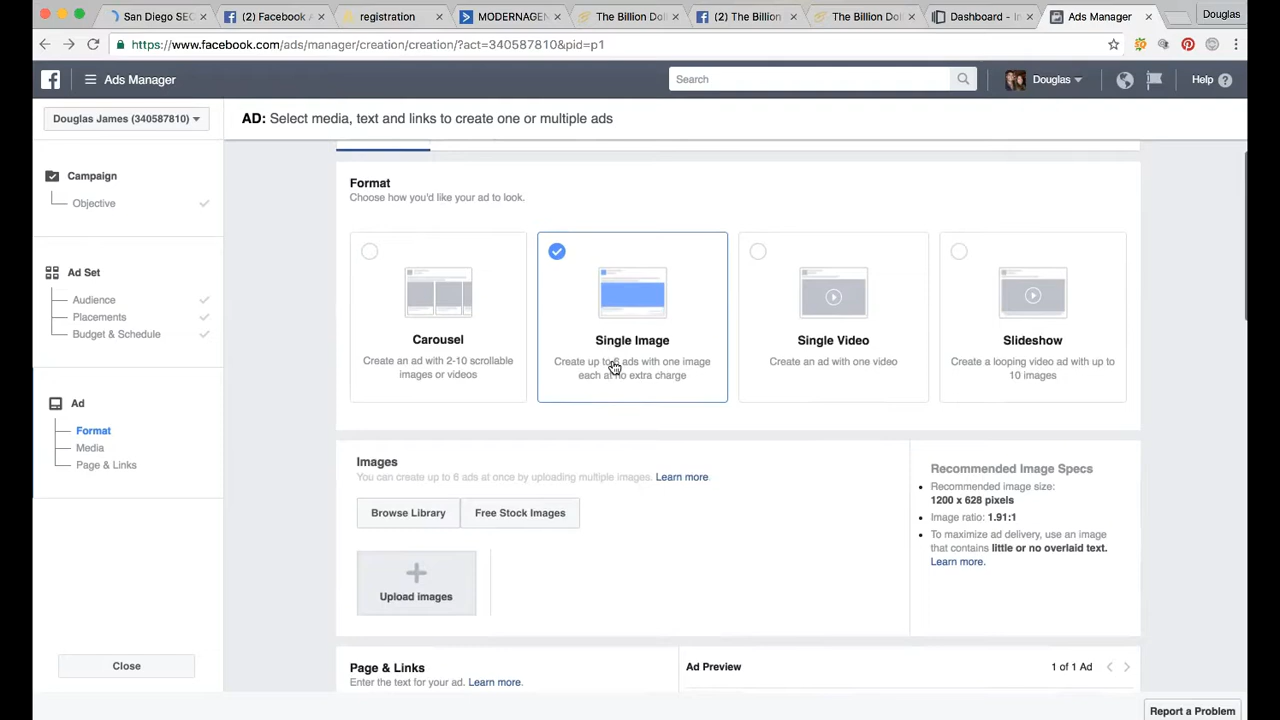 San Diego SEC
(2) Facebook A
registration
MODERNAGEN
The Billion Dol
(2) The Billion
The Billion Do
Dashboard - In
Ads Manager
Douglas
https://www.facebook.com/ads/manager/creation/creation/?act=340587810&pid=p1
Ads Manager
Search
Douglas
Help
Douglas James (340587810)
AD: Select media, text and links to create one or multiple ads
Campaign
Objective
Ad Set
Audience
Placements
Budget & Schedule
Ad
Format
Media
Page & Links
Close
Format
Choose how you'd like your ad to look.
Carousel
Create an ad with 2-10 scrollable
images or videos
Single Image
Create up to 6 ads with one image
each at no extra charge
Single Video
Create an ad with one video
Slideshow
Create a looping video ad with up to
10 images
Images
You can create up to 6 ads at once by uploading multiple images. Learn more.
Browse Library
Free Stock Images
Upload images
Recommended Image Specs
Recommended image size:
1200 x 628 pixels
Image ratio: 1.91:1
To maximize ad delivery, use an image
that contains little or no overlaid text.
Learn more.
Page & Links
Enter the text for your ad. Learn more.
Ad Preview
1 of 1 Ad
Report a Problem